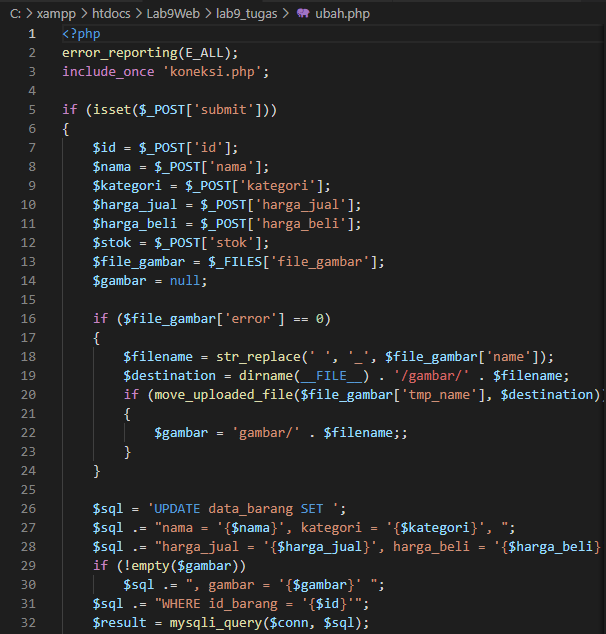 C: > xampp > htdocs > Lab9Web > lab9_tugas > ubah.php
1 <?php
2 error_reporting(E_ALL);
3 include_once 'koneksi.php';
4
5 if (isset($_POST['submit']))
6 {
7 $id = $_POST['id'];
8 $nama = $_POST['nama'];
9 $kategori = $_POST['kategori'];
10 $harga_jual = $_POST['harga_jual'];
11 $harga_beli = $_POST['harga_beli'];
12 $stok = $_POST['stok'];
13 $file_gambar = $_FILES['file_gambar'];
14 $gambar = null;
15
16 if ($file_gambar['error'] == 0)
17 {
18 $filename = str_replace(' ', '_', $file_gambar['name']);
19 $destination = dirname(__FILE__) . '/gambar/' . $filename;
20 if (move_uploaded_file($file_gambar['tmp_name'], $destination))
21 {
22 $gambar = 'gambar/' . $filename;;
23 }
24 }
25
26 $sql = 'UPDATE data_barang SET ';
27 $sql .= "nama = '{$nama}', kategori = '{$kategori}', ";
28 $sql .= "harga_jual = '{$harga_jual}', harga_beli = '{$harga_beli}
29 if (!empty($gambar))
30 $sql .= ", gambar = '{$gambar}' ";
31 $sql .= "WHERE id_barang = '{$id}'";
32 $result = mysqli_query($conn, $sql);